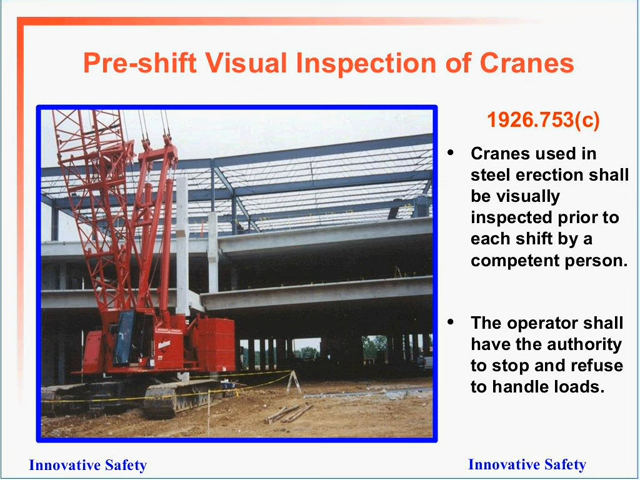 Pre-shift Visual Inspection of Cranes
1926.753(c)
• Cranes used in
steel erection shall
be visually
inspected prior to
each shift by a
competent person.
• The operator shall
have the authority
to stop and refuse
to handle loads.
Innovative Safety
Innovative Safety